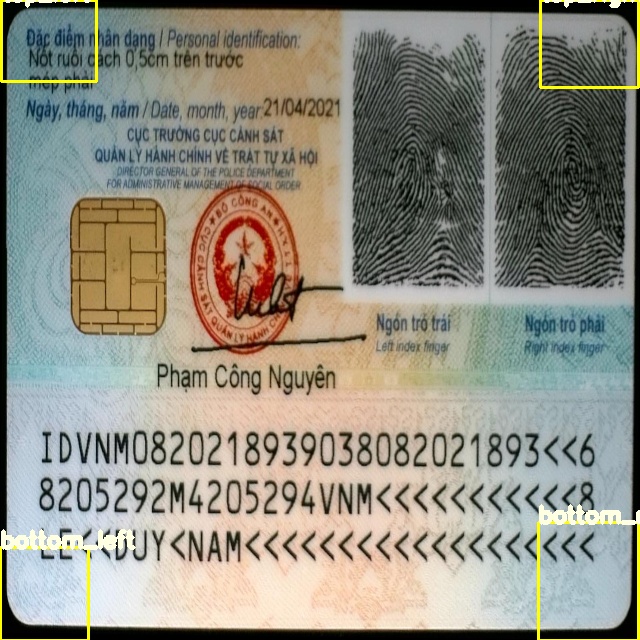 Đặc điểm nhân dạng / Personal identification:
Nốt ruồi cách 0,5cm trên trước
mép phải
Ngày, tháng, năm / Date, month, year: 21/04/2021
CỤC TRƯỞNG CỤC CẢNH SÁT
QUẢN LÝ HÀNH CHÍNH VỀ TRẬT TỰ XÃ HỘI
DIRECTOR GENERAL OF THE POLICE DEPARTMENT
FOR ADMINISTRATIVE MANAGEMENT OF SOCIAL ORDER
BỘ CÔNG AN
CỤC CẢNH SÁT QUẢN LÝ HÀNH CHÍNH
Ngón trỏ trái
Left index finger
Ngón trỏ phải
Right index finger
Phạm Công Nguyên
IDVNM0820218939038082021893<<6
8205292M4205294VNM<<<<<<<<<<<8
LE<<DUY<NAM<<<<<<<<<<<<<<<<<<<
bottom_left